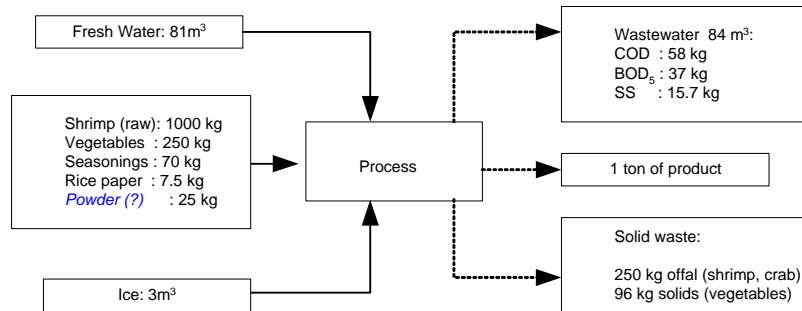 Fresh Water: 81m³
Shrimp (raw): 1000 kg
Vegetables : 250 kg
Seasonings : 70 kg
Rice paper : 7.5 kg
Powder (?) : 25 kg
Ice: 3m³
Process
Wastewater 84 m³:
COD : 58 kg
BOD₅ : 37 kg
SS : 15.7 kg
1 ton of product
Solid waste:
250 kg offal (shrimp, crab)
96 kg solids (vegetables)